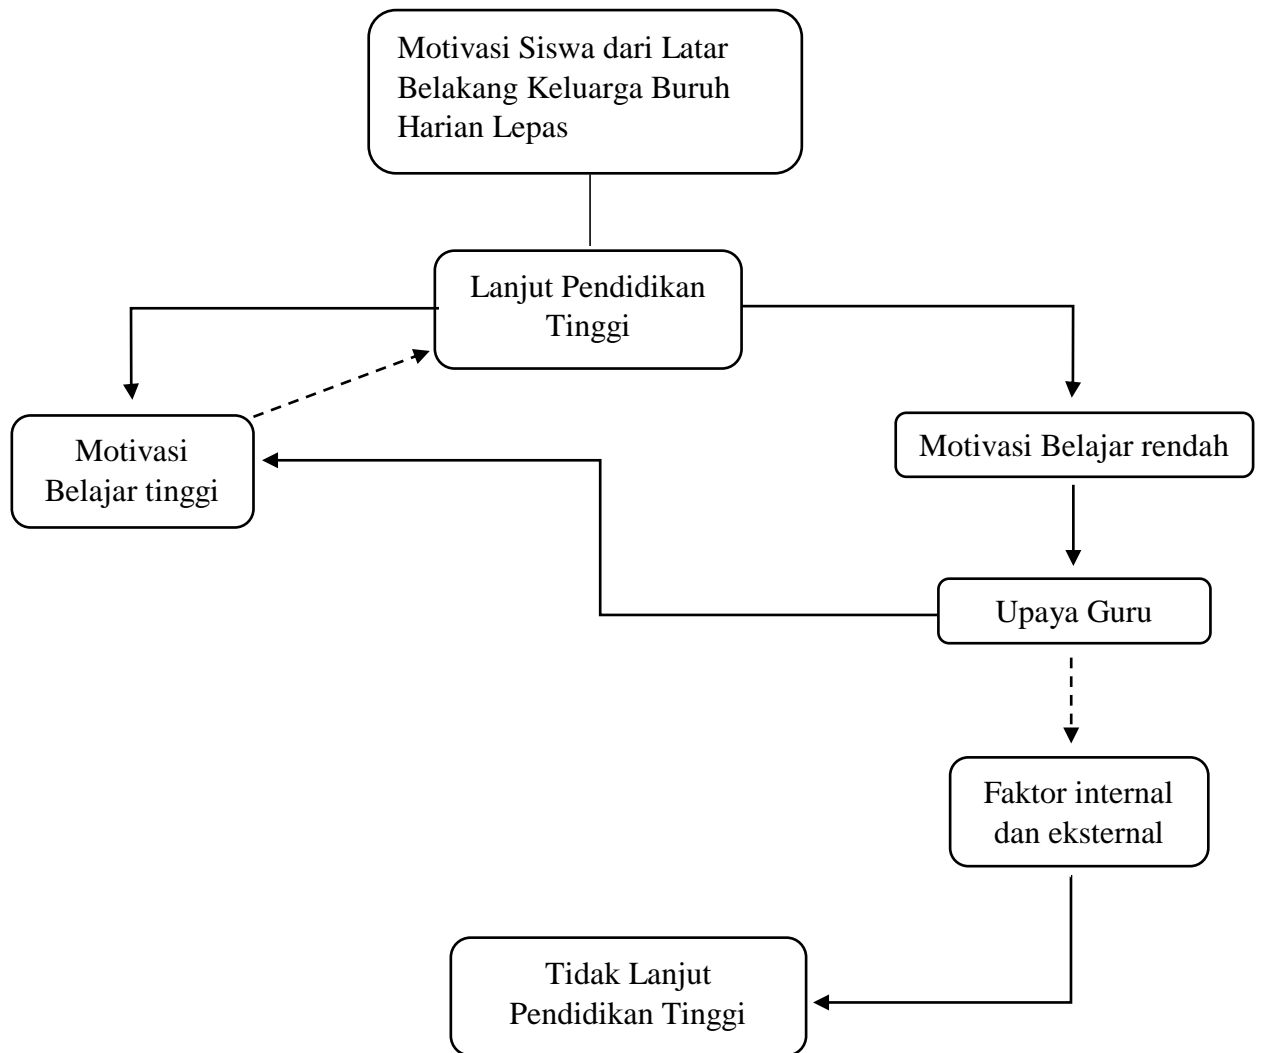 Motivasi Siswa dari Latar
Belakang Keluarga Buruh
Harian Lepas
Lanjut Pendidikan
Tinggi
Motivasi
Belajar tinggi
Motivasi Belajar rendah
Upaya Guru
Faktor internal
dan eksternal
Tidak Lanjut
Pendidikan Tinggi